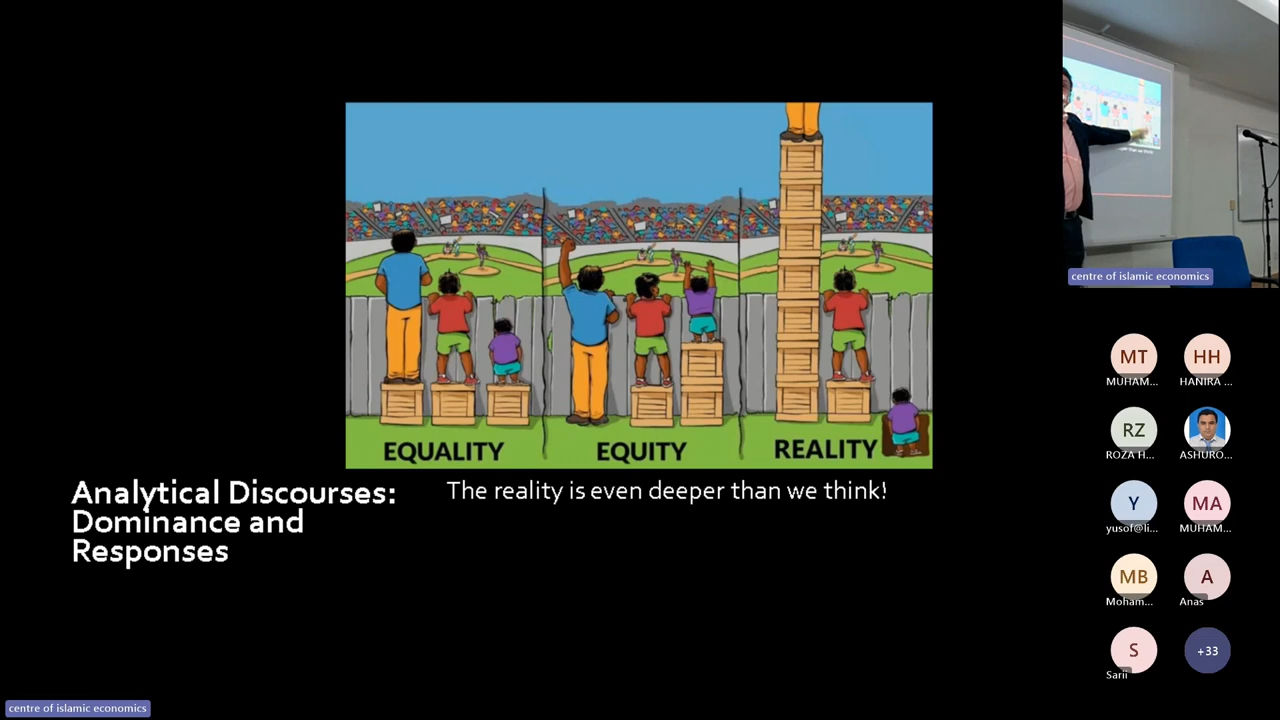 EQUALITY
EQUITY
REALITY
Analytical Discourses:
Dominance and
Responses
The reality is even deeper than we think!
centre of islamic economics
centre of islamic economics
MT
HH
MUHAM...
HANIRA ...
RZ
ROZA H...
ASHURO...
Y
MA
yusof@li...
MUHAM...
MB
A
Moham...
Anas
S
+33
Sarii